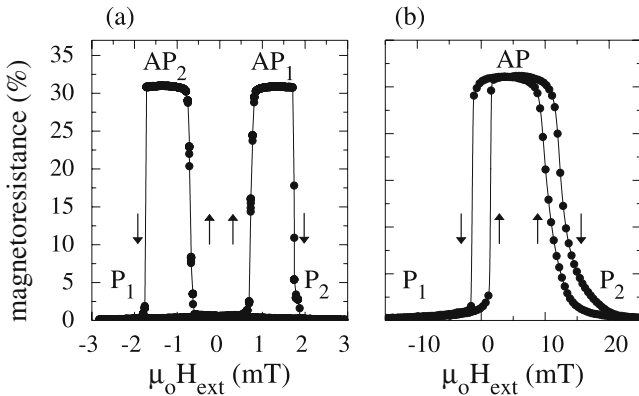 (a) (b)
magnetoresistance (%)
35
30
25
20
15
10
5
0
AP₂ AP₁
P₁ P₂
-3 -2 -1 0 1 2 3
μₒHₑₓₜ (mT)
AP
P₁ P₂
-10 0 10 20
μₒHₑₓₜ (mT)